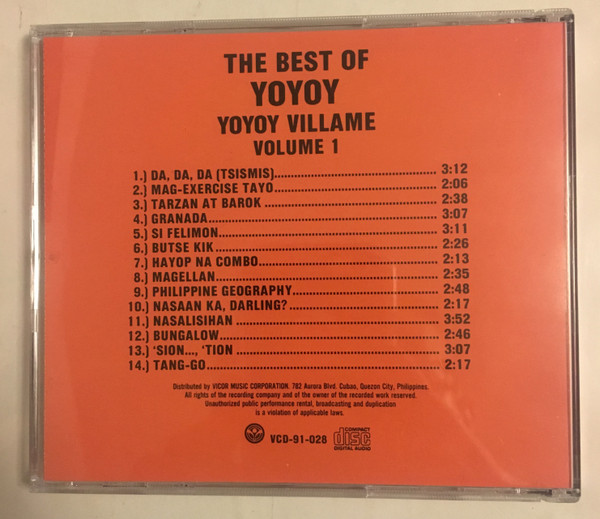 THE BEST OF
YOYOY
YOYOY VILLAME
VOLUME 1
1.) DA, DA, DA (TSISMIS)..................................................... 3:12
2.) MAG-EXERCISE TAYO..................................................... 2:06
3.) TARZAN AT BAROK ....................................................... 2:38
4.) GRANADA..................................................................... 3:07
5.) SI FELIMON................................................................... 3:11
6.) BUTSE KIK ................................................................... 2:26
7.) HAYOP NA COMBO......................................................... 2:13
8.) MAGELLAN................................................................... 2:35
9.) PHILIPPINE GEOGRAPHY................................................ 2:48
10.) NASAAN KA, DARLING?................................................ 2:17
11.) NASALISIHAN .............................................................. 3:52
12.) BUNGALOW................................................................. 2:46
13.) 'SION..., 'TION ............................................................ 3:07
14.) TANG-GO..................................................................... 2:17
Distributed by VICOR MUSIC CORPORATION. 782 Aurora Blvd. Cubao, Quezon City, Philippines.
All rights of the recording company and of the owner of the recorded work reserved.
Unauthorized public performance rental, broadcasting and duplication
is a violation of applicable laws.
VCD-91-028
COMPACT
disc
DIGITAL AUDIO